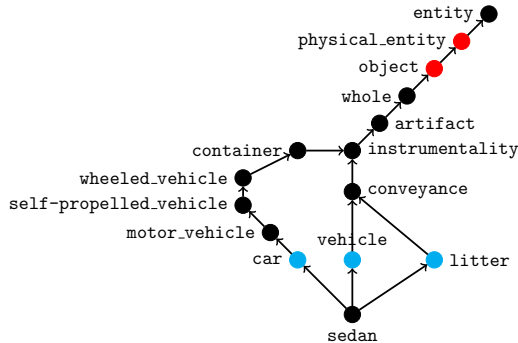 entity
physical_entity
object
whole
artifact
container
instrumentality
wheeled_vehicle
conveyance
self-propelled_vehicle
motor_vehicle
vehicle
car
litter
sedan